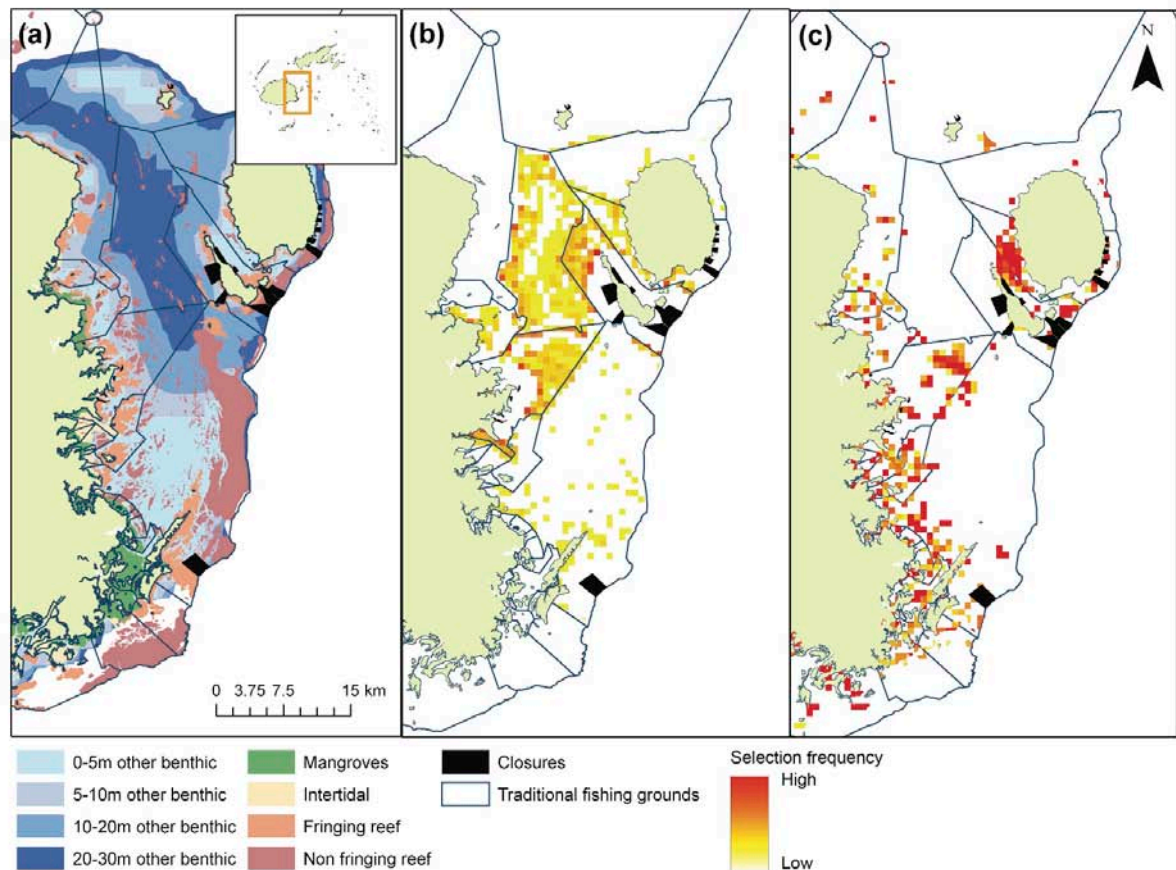 (a)
(b)
(c)
N
0 3.75 7.5 15 km
0-5m other benthic
5-10m other benthic
10-20m other benthic
20-30m other benthic
Mangroves
Intertidal
Fringing reef
Non fringing reef
Closures
Traditional fishing grounds
Selection frequency
High
Low